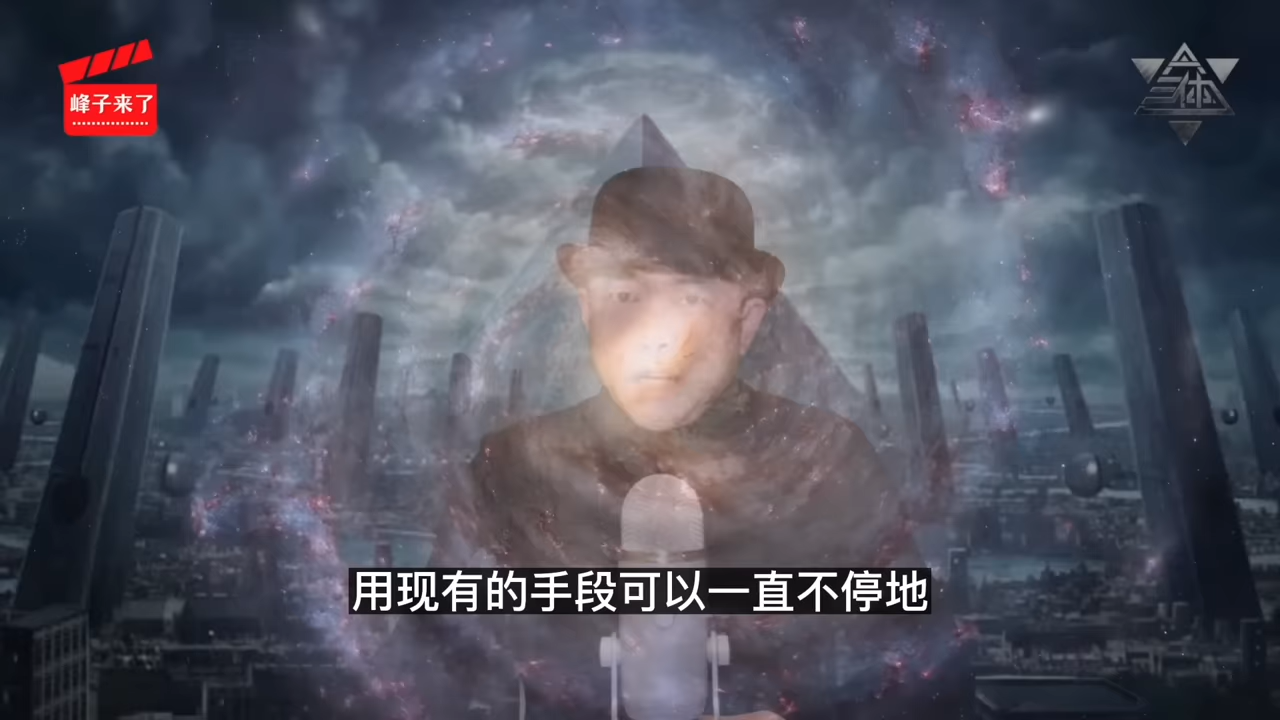 峰子来了
用现有的手段可以一直不停地